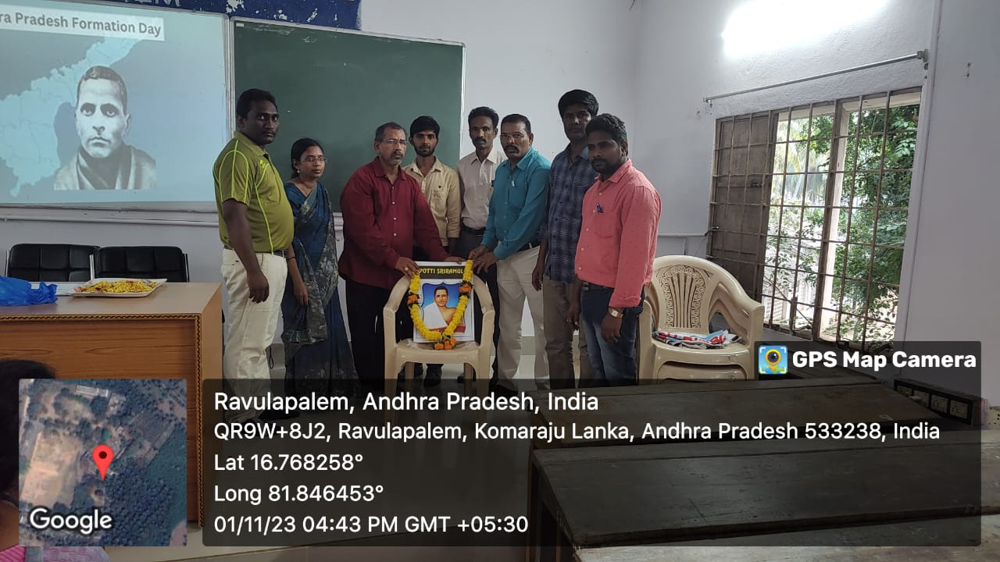 ra Pradesh Formation Day
POTTI SRIRAMUL
GPS Map Camera
Ravulapalem, Andhra Pradesh, India
QR9W+8J2, Ravulapalem, Komaraju Lanka, Andhra Pradesh 533238, India
Lat 16.768258°
Long 81.846453°
01/11/23 04:43 PM GMT +05:30
Google